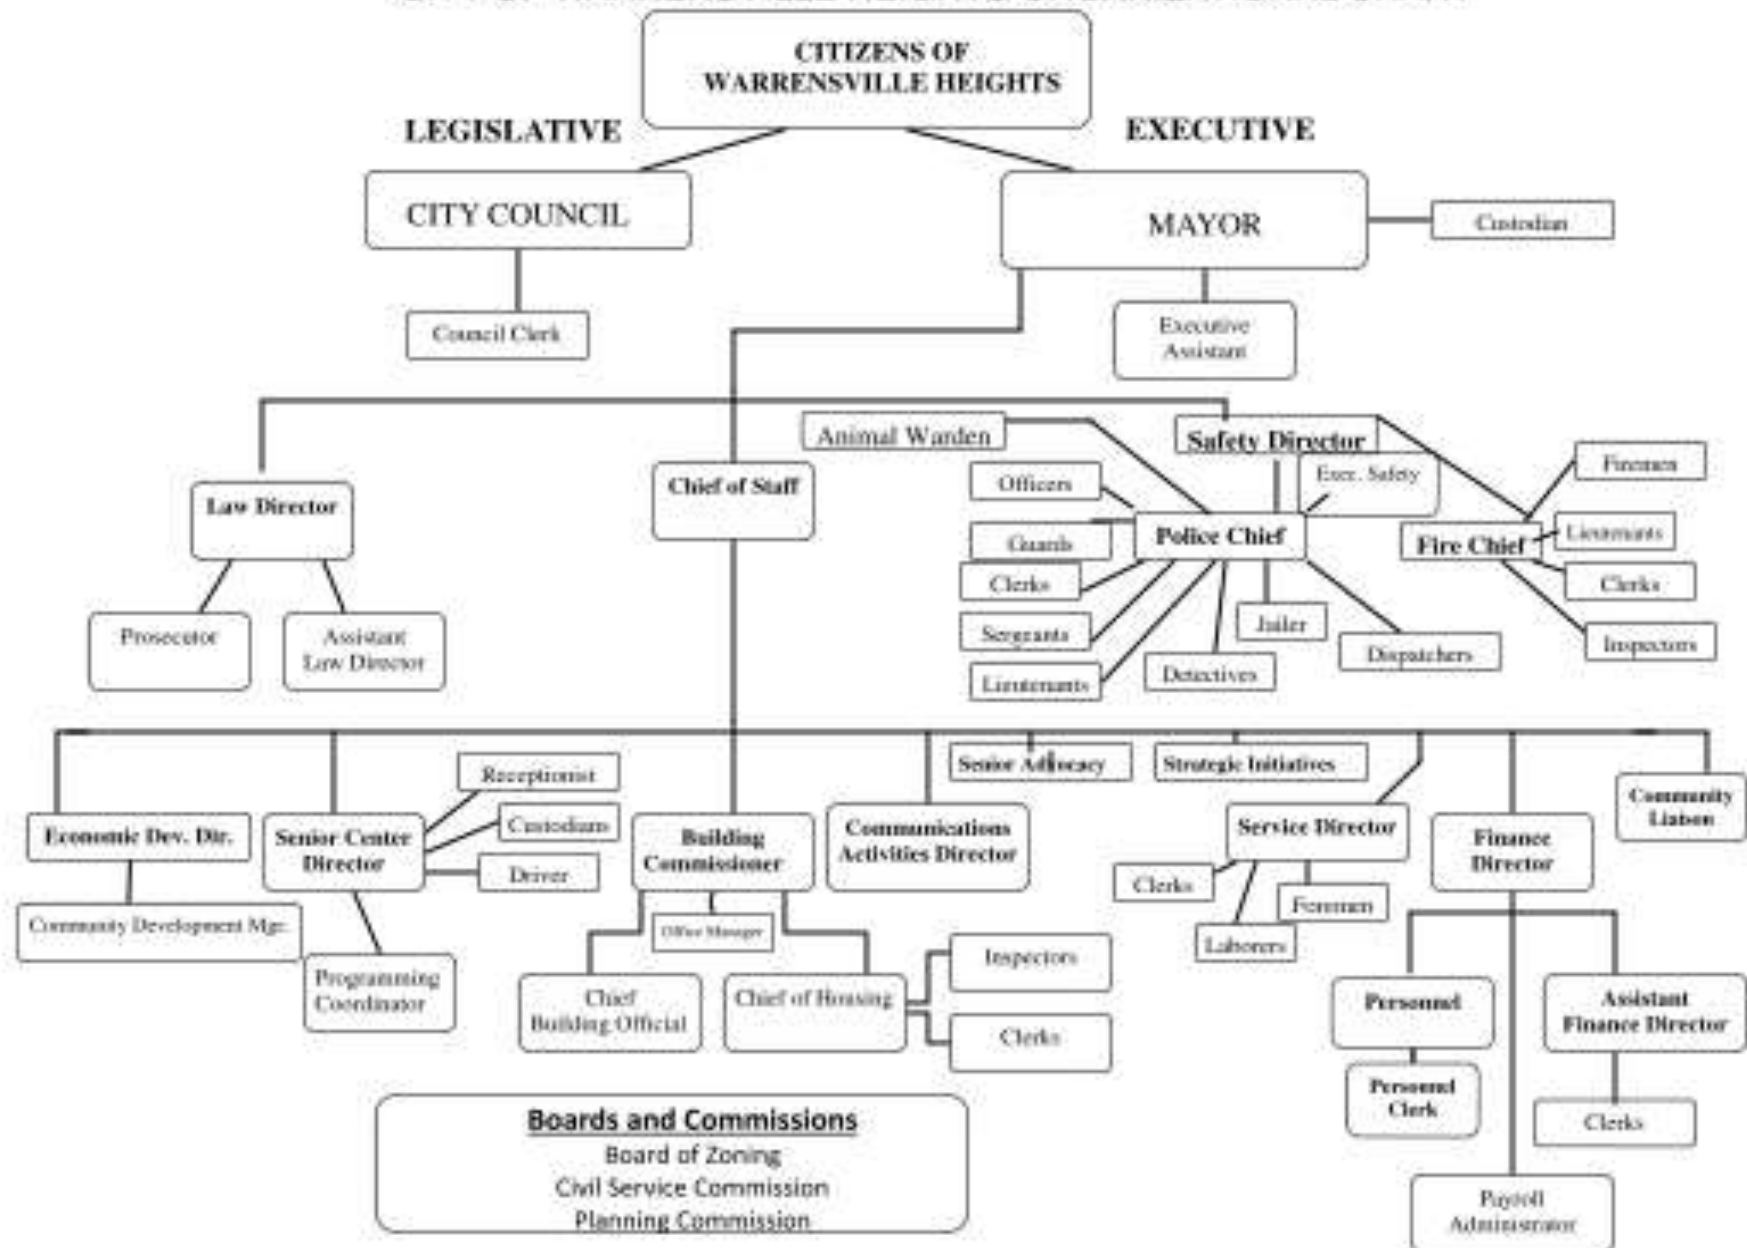 CITIZENS OF
WARRENSVILLE HEIGHTS
LEGISLATIVE
EXECUTIVE
CITY COUNCIL
MAYOR
Custodian
Council Clerk
Executive
Assistant
Animal Warden
Safety Director
Officers
Exec. Safety
Firemen
Law Director
Chief of Staff
Guards
Police Chief
Fire Chief
Lieutenants
Clerks
Clerks
Prosecutor
Assistant
Law Director
Sergeants
Jailer
Dispatchers
Inspectors
Lieutenants
Detectives
Receptionist
Senior Advocacy
Strategic Initiatives
Community
Liaison
Economic Dev. Dir.
Senior Center
Director
Custodians
Driver
Building
Commissioner
Communications
Activities Director
Service Director
Finance
Director
Clerks
Foremen
Laborers
Community Development Mgr.
Programming
Coordinator
Office Manager
Chief
Building Official
Chief of Housing
Inspectors
Clerks
Personnel
Assistant
Finance Director
Personnel
Clerk
Clerks
Payroll
Administrator
Boards and Commissions
Board of Zoning
Civil Service Commission
Planning Commission